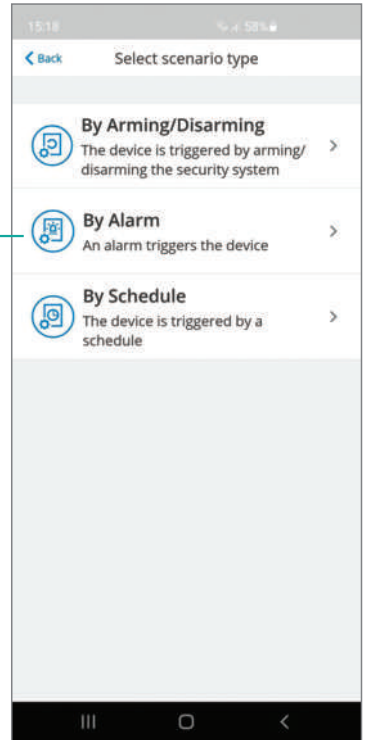 15:18 58%
Back Select scenario type
By Arming/Disarming
The device is triggered by arming/
disarming the security system
By Alarm
An alarm triggers the device
By Schedule
The device is triggered by a
schedule